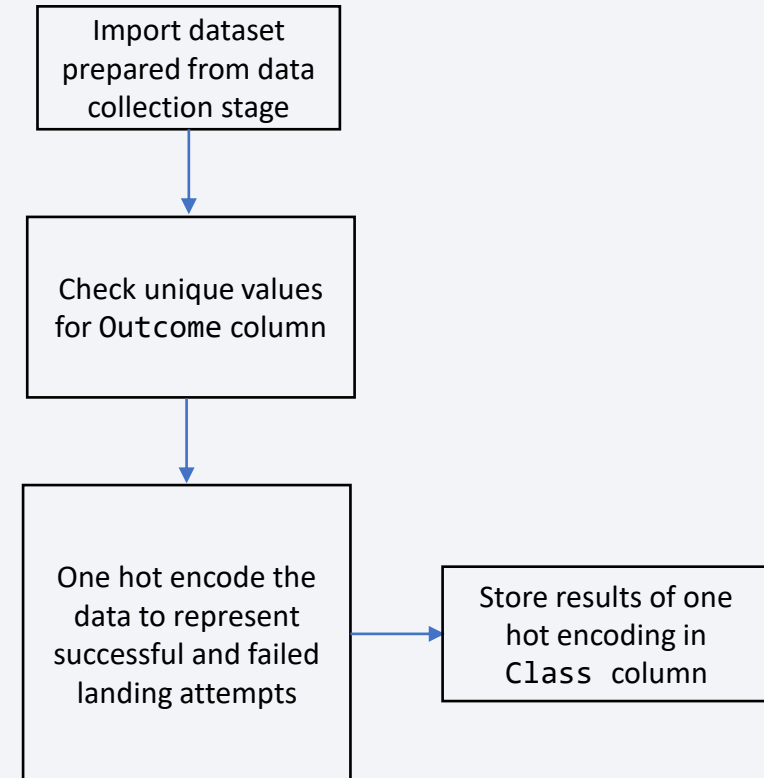 Import dataset
prepared from data
collection stage
Check unique values
for Outcome column
One hot encode the
data to represent
successful and failed
landing attempts
Store results of one
hot encoding in
Class column